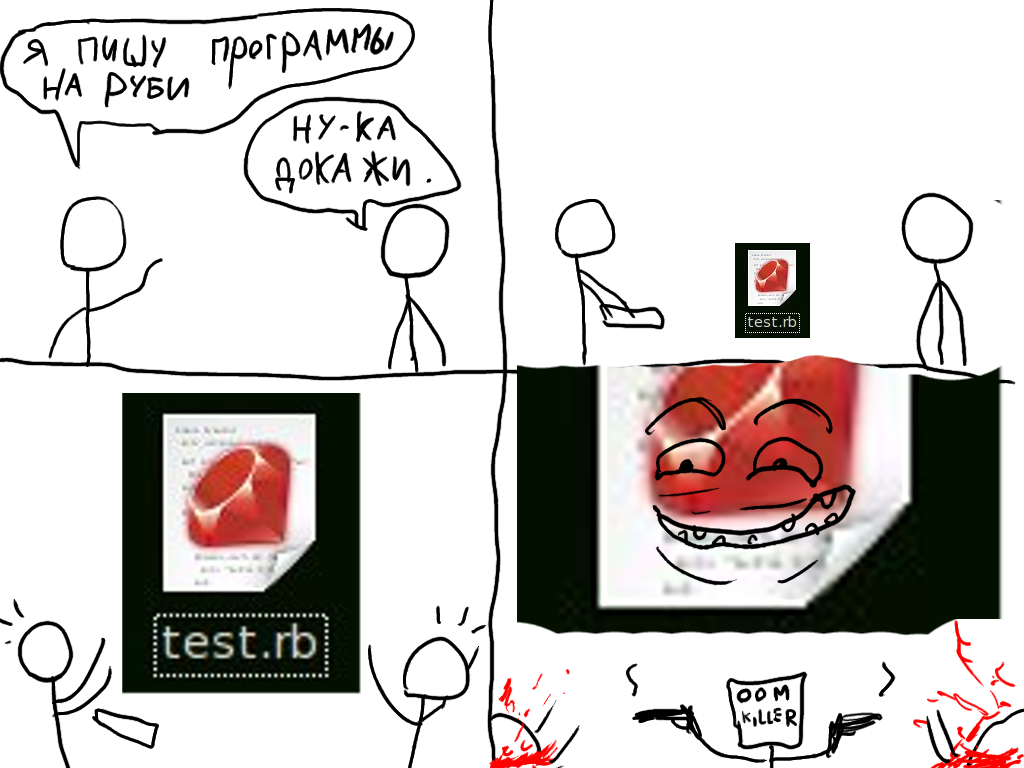 Я ПИШУ ПРОГРАММЫ
НА РУБИ
НУ-КА
ДОКАЖИ.
test.rb
test.rb
OOM
KILLER